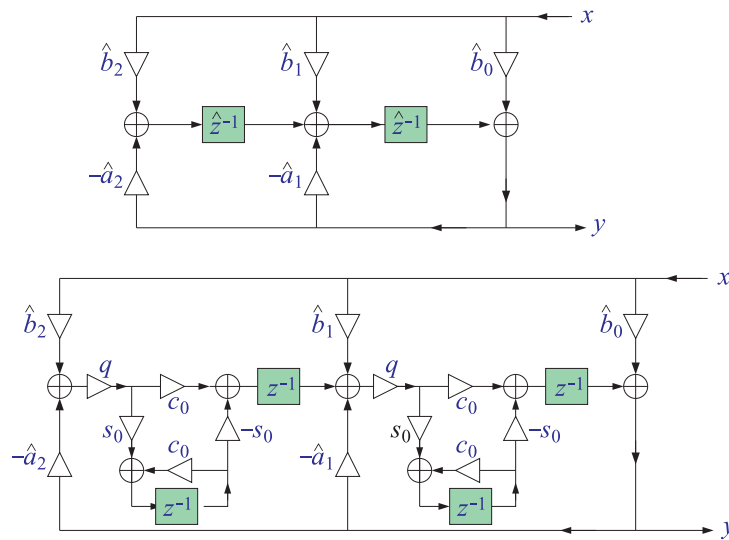 x
b̂₂ b̂₁ b̂₀
ẑ⁻¹ ẑ⁻¹
−â₂ −â₁
y
x
b̂₂ b̂₁ b̂₀
q q
z⁻¹ z⁻¹
c₀ c₀
s₀ −s₀ s₀ −s₀
c₀ c₀
−â₂ −â₁
z⁻¹ z⁻¹
y